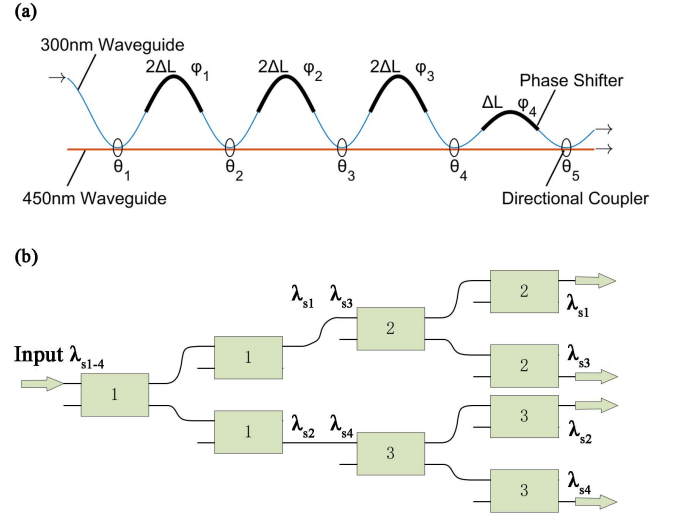 (a)
300nm Waveguide
2ΔL φ1 2ΔL φ2 2ΔL φ3
Phase Shifter
ΔL φ4
θ1 θ2 θ3 θ4 θ5
450nm Waveguide Directional Coupler
(b)
λs1 λs3
2
λs1
2
Input λs1-4
1
1
2
λs3
1
λs2 λs4
3
3
λs2
3
λs4